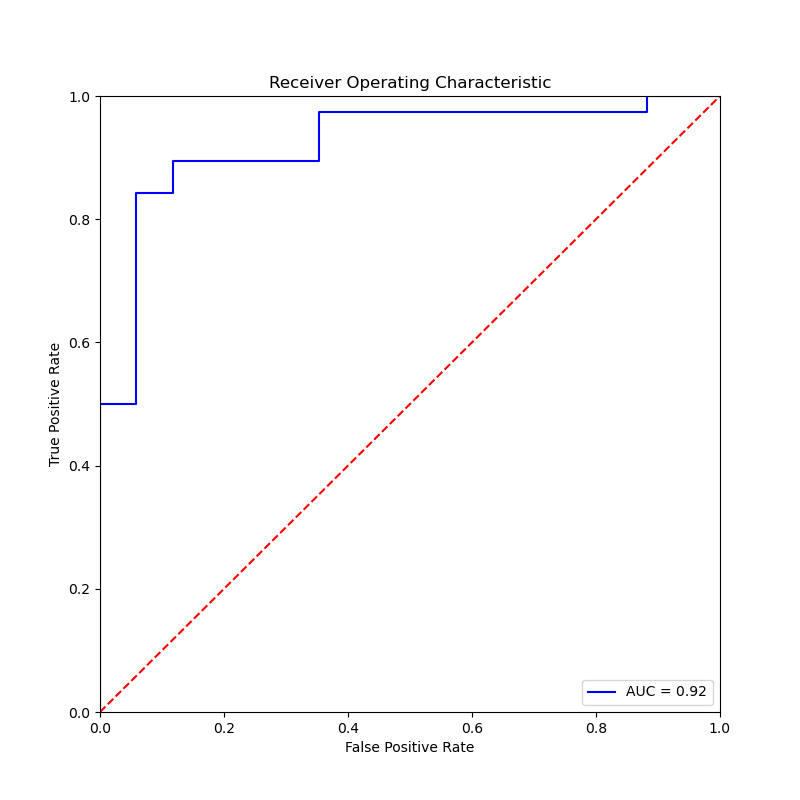 Receiver Operating Characteristic
1.0
0.8
0.6
0.4
0.2
0.0
True Positive Rate
0.0 0.2 0.4 0.6 0.8 1.0
False Positive Rate
AUC = 0.92